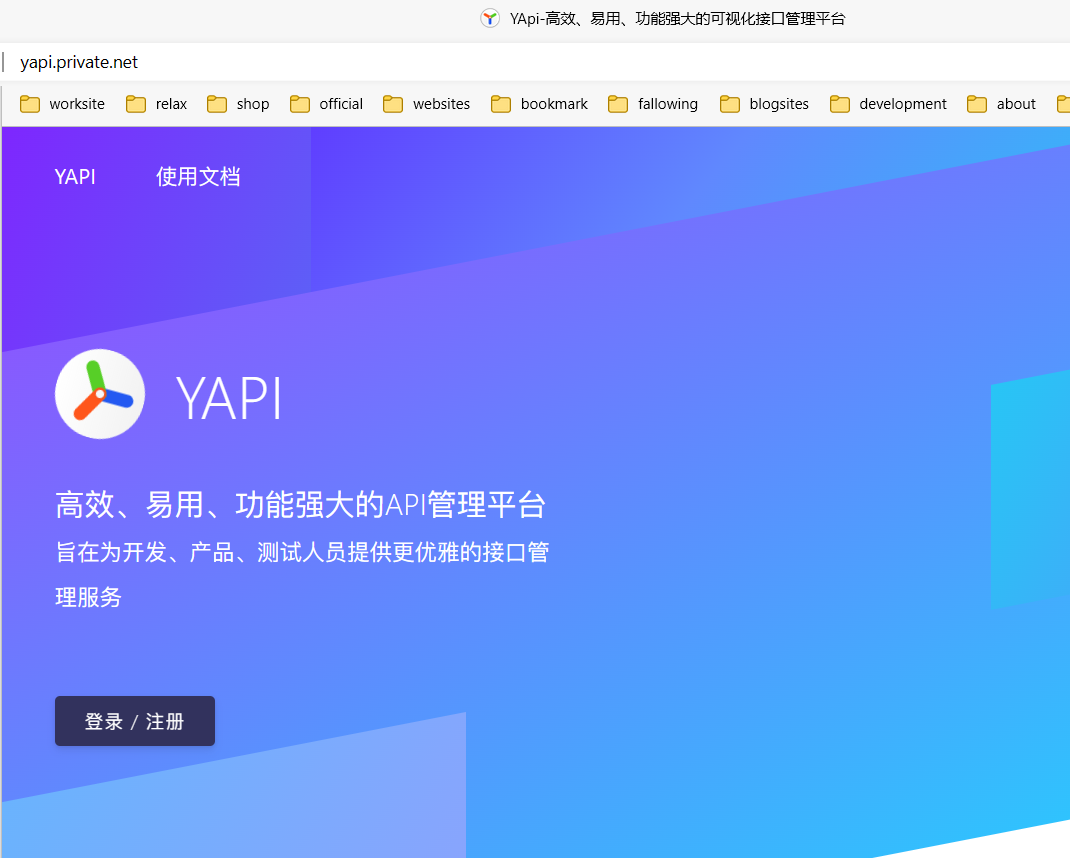 YApi-高效、易用、功能强大的可视化接口管理平台
yapi.private.net
worksite relax shop official websites bookmark fallowing blogsites development about
YAPI 使用文档
YAPI
高效、易用、功能强大的API管理平台
旨在为开发、产品、测试人员提供更优雅的接口管
理服务
登录 / 注册